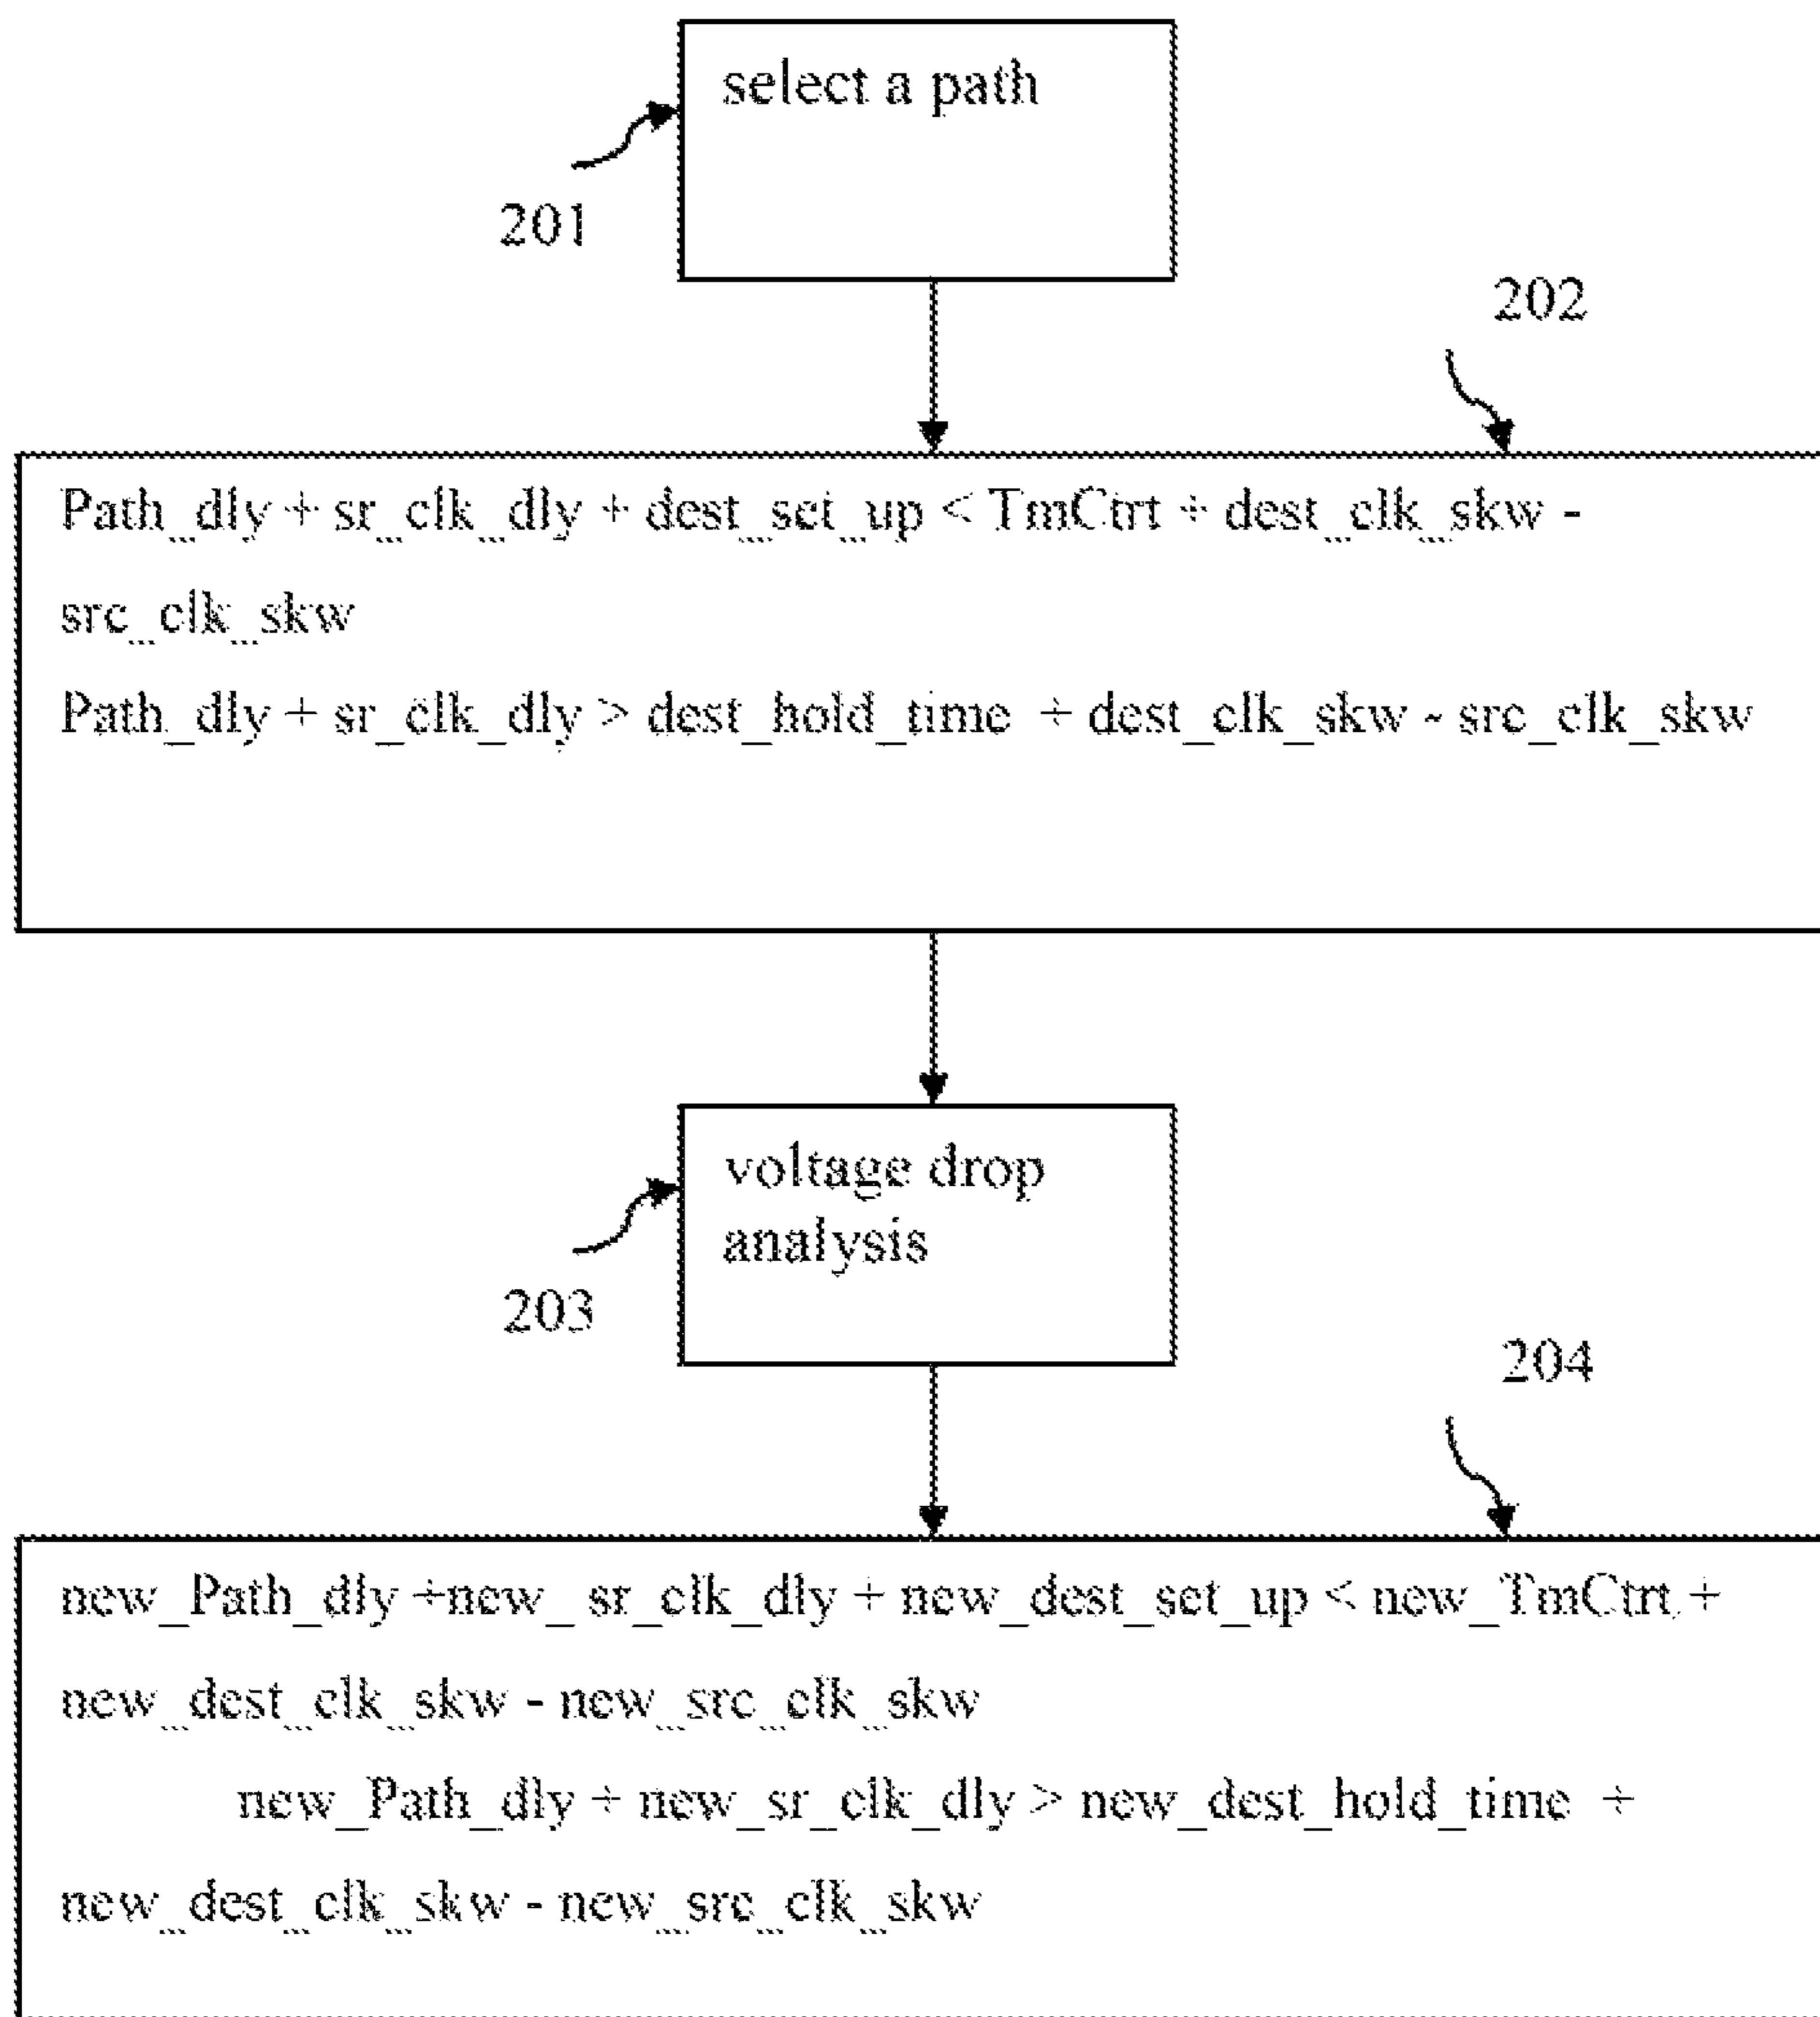 select a path
201
202
Path_dly + sr_clk_dly + dest_set_up < TmCtrt + dest_clk_skw -
src_clk_skw
Path_dly + sr_clk_dly > dest_hold_time + dest_clk_skw - src_clk_skw
voltage drop
analysis
203
204
new_Path_dly +new_ sr_clk_dly + new_dest_set_up < new_TmCtrt +
new_dest_clk_skw - new_src_clk_skw
new_Path_dly + new_sr_clk_dly > new_dest_hold_time +
new_dest_clk_skw - new_src_clk_skw